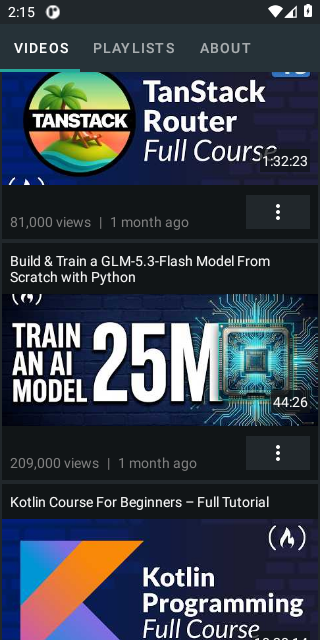 2:15
VIDEOS PLAYLISTS ABOUT
TANSTACK
TanStack
Router
Full Course
1:32:23
81,000 views | 1 month ago
Build & Train a GLM-5.3-Flash Model From
Scratch with Python
TRAIN
AN AI
MODEL
25M
44:26
209,000 views | 1 month ago
Kotlin Course For Beginners – Full Tutorial
Kotlin
Programming
Full Course